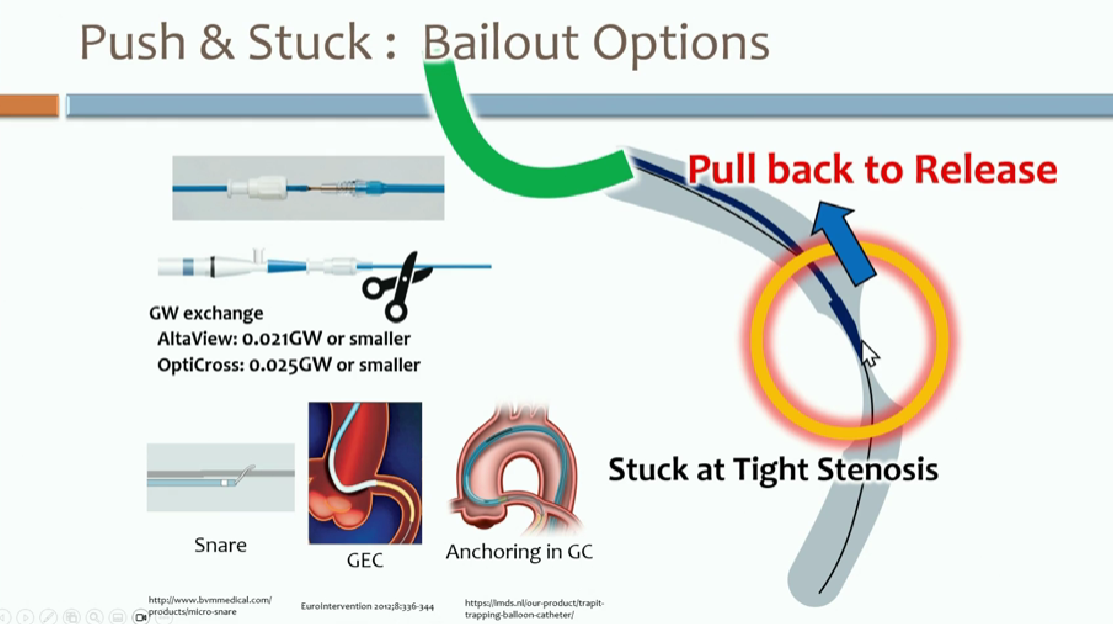 Push & Stuck : Bailout Options
Pull back to Release
GW exchange
AltaView: 0.021GW or smaller
OptiCross: 0.025GW or smaller
Stuck at Tight Stenosis
Snare
GEC
Anchoring in GC
http://www.bvmmedical.com/
products/micro-snare
EuroIntervention 2012;8:336-344
https://lmds.nl/our-product/trapit-
trapping-balloon-catheter/